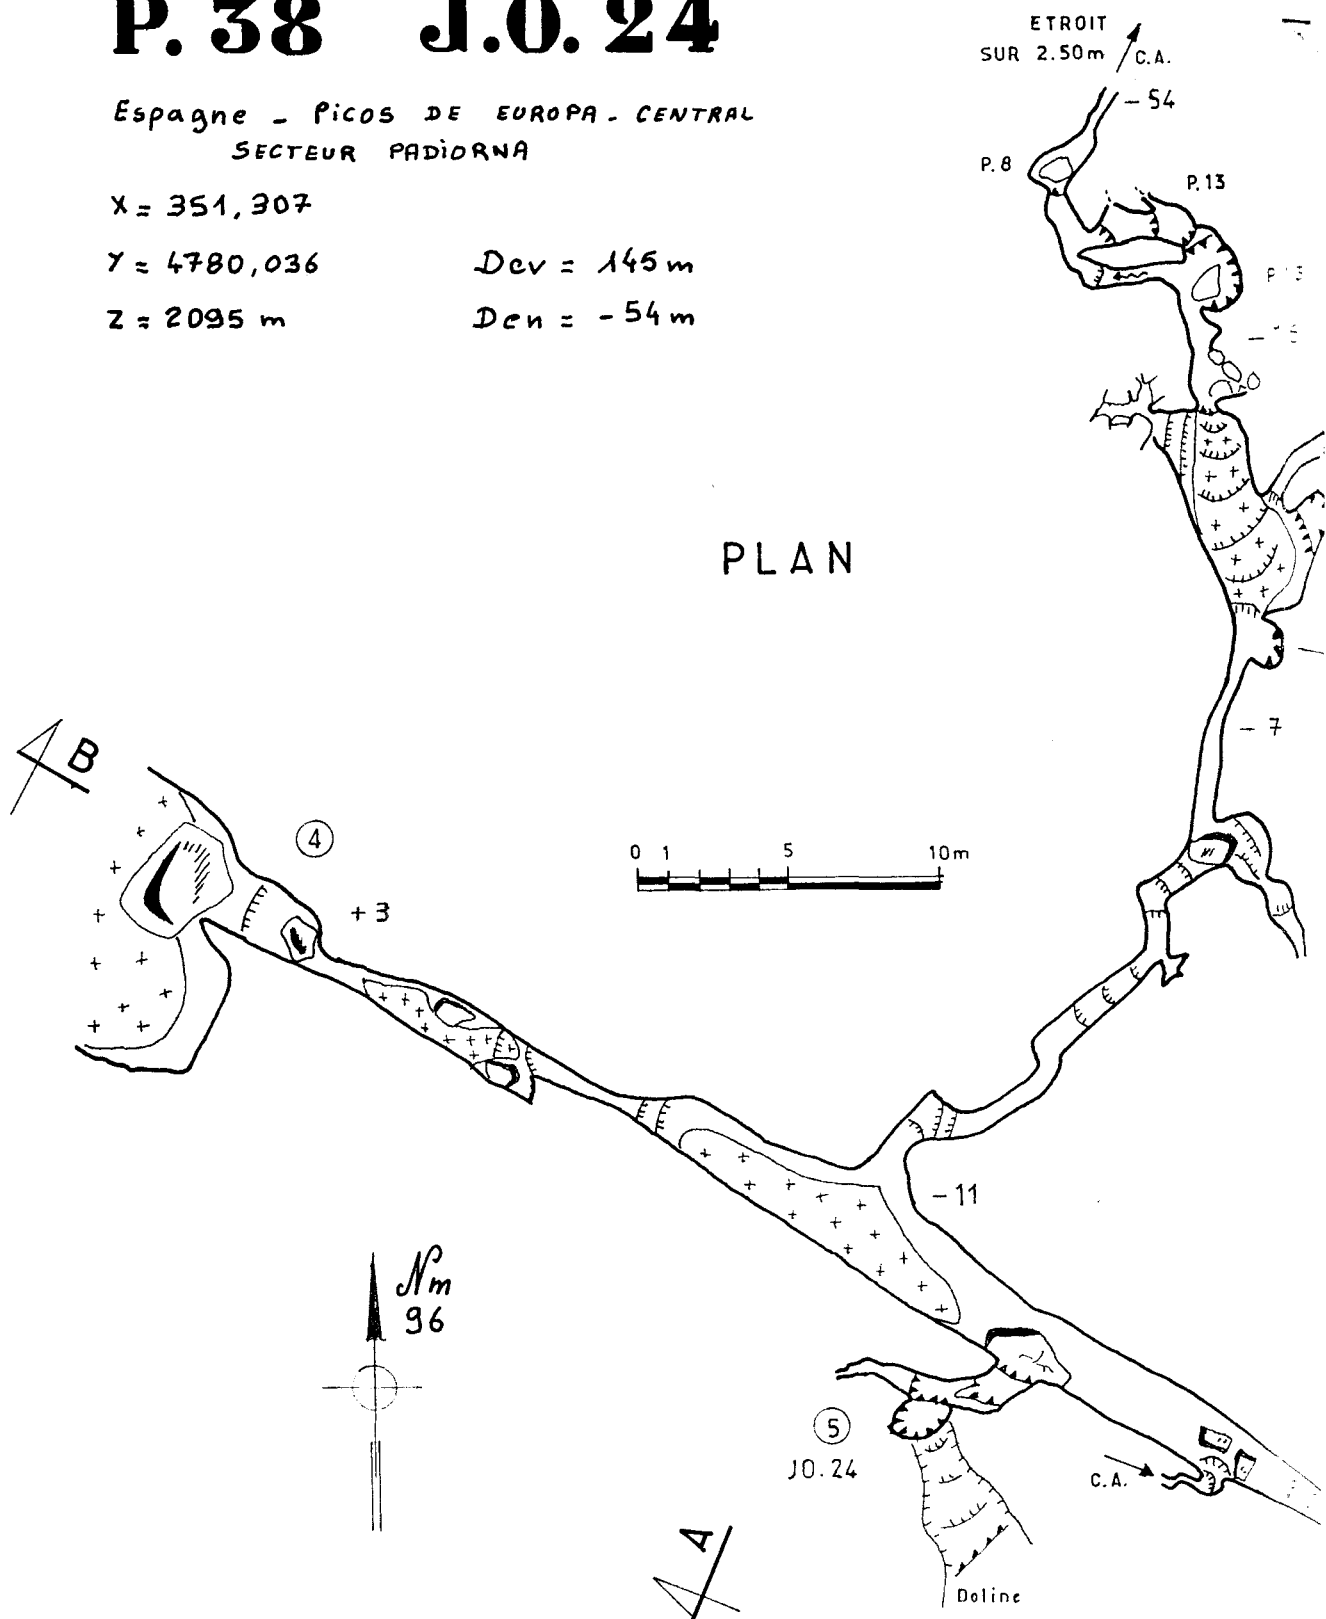 P. 38 J.O. 24
Espagne - Picos DE EUROPA - CENTRAL
SECTEUR PADIORNA
X = 351,307
Y = 4780,036
Dev = 145 m
Z = 2095 m
Den = - 54 m
ETROIT
SUR 2.50m
C.A.
- 54
P. 8
P. 13
PLAN
- 7
B
4
+ 3
0 1 5 10 m
- 11
Nm
96
5
JO. 24
C.A.
A
Doline